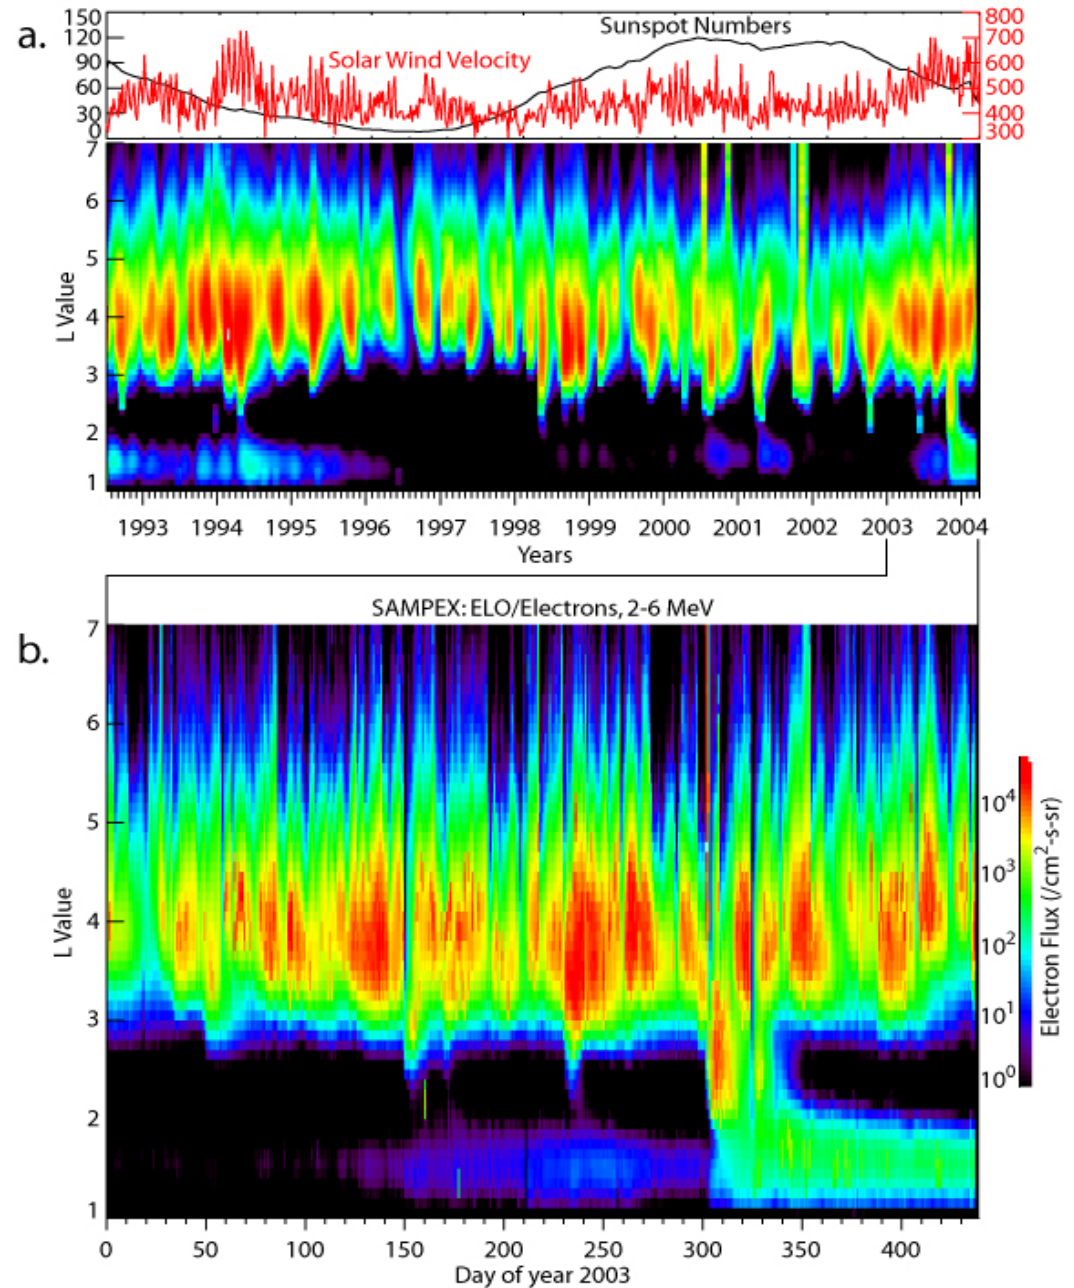 a.
150
120
90
60
30
0
Sunspot Numbers
Solar Wind Velocity
800
700
600
500
400
300
7
6
5
4
3
2
1
L Value
1993 1994 1995 1996 1997 1998 1999 2000 2001 2002 2003 2004
Years
SAMPEX: ELO/Electrons, 2-6 MeV
b.
7
6
5
4
3
2
1
L Value
0 50 100 150 200 250 300 350 400
Day of year 2003
10⁴
10³
10²
10¹
10⁰
Electron Flux (/cm²-s-sr)